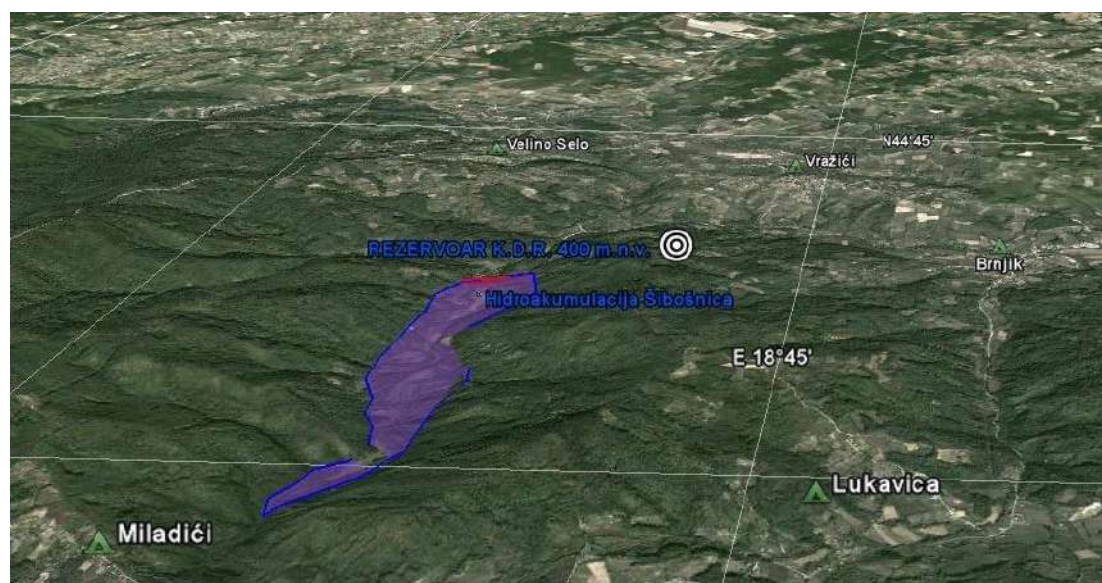 Velino Selo
N44°45'
Vražići
REZERVOAR K.D.R. 400 m.n.v.
Brnjik
Hidroakumulacija Šibošnica
E 18°45'
Lukavica
Miladići